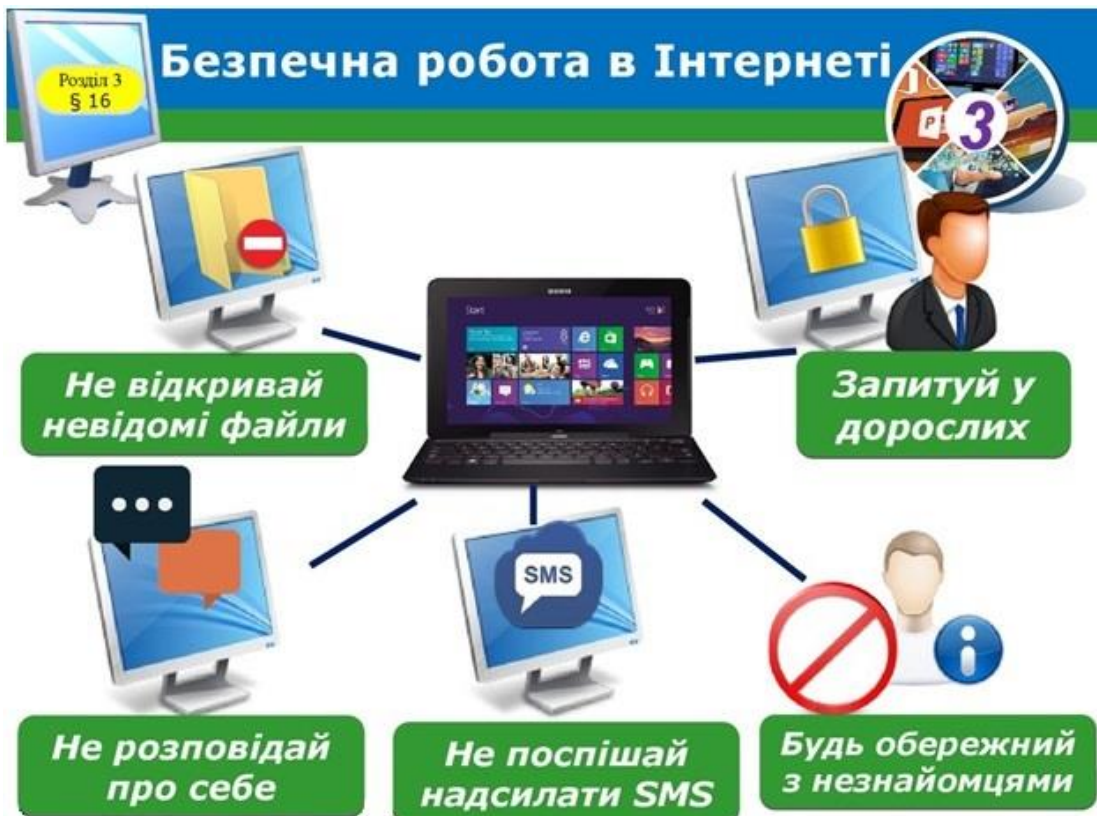 Розділ 3
§ 16
Безпечна робота в Інтернеті
3
Start
Не відкривай
невідомі файли
Запитуй у
дорослих
SMS
Не розповідай
про себе
Не поспішай
надсилати SMS
Будь обережний
з незнайомцями